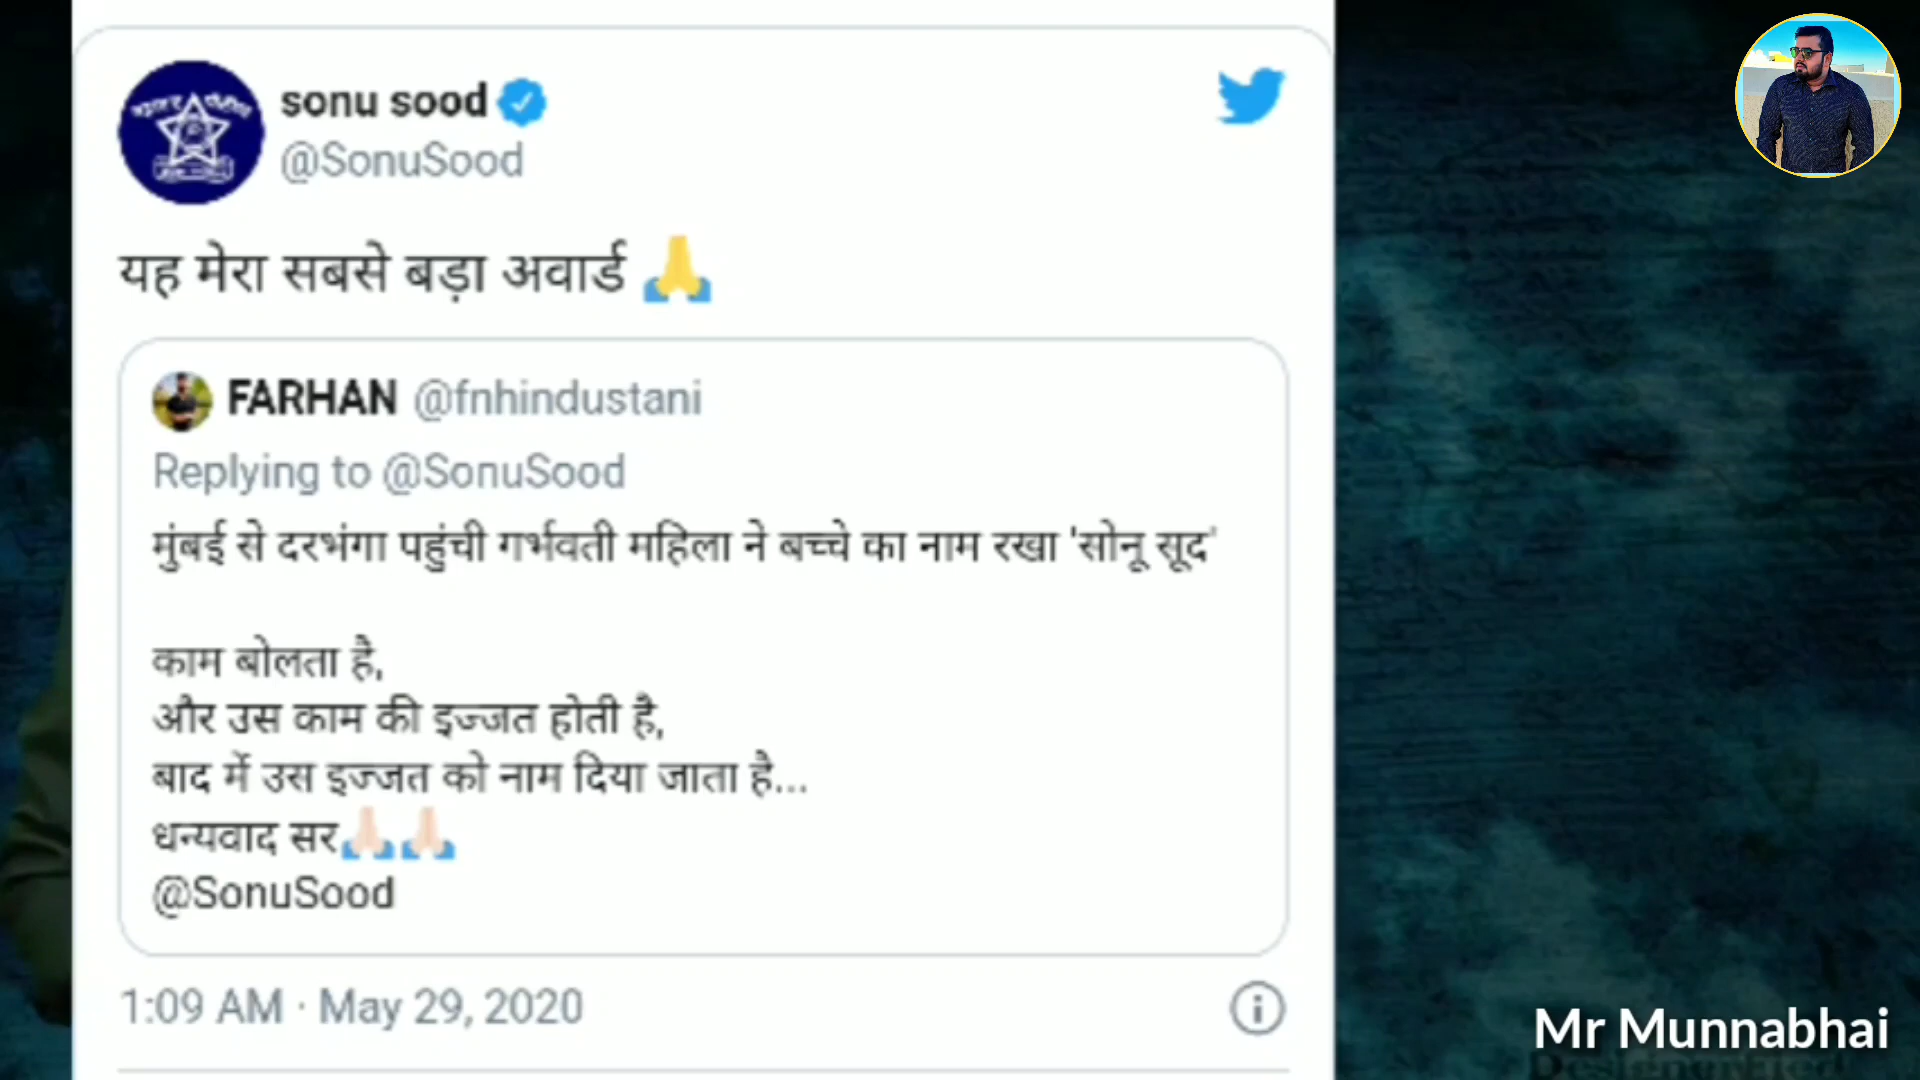 sonu sood
@SonuSood
यह मेरा सबसे बड़ा अवार्ड 🙏
FARHAN @fnhindustani
Replying to @SonuSood
मुंबई से दरभंगा पहुंची गर्भवती महिला ने बच्चे का नाम रखा 'सोनू सूद'
काम बोलता है,
और उस काम की इज्जत होती है,
बाद में उस इज्जत को नाम दिया जाता है...
धन्यवाद सर🙏🏻🙏🏻
@SonuSood
1:09 AM · May 29, 2020
Mr Munnabhai